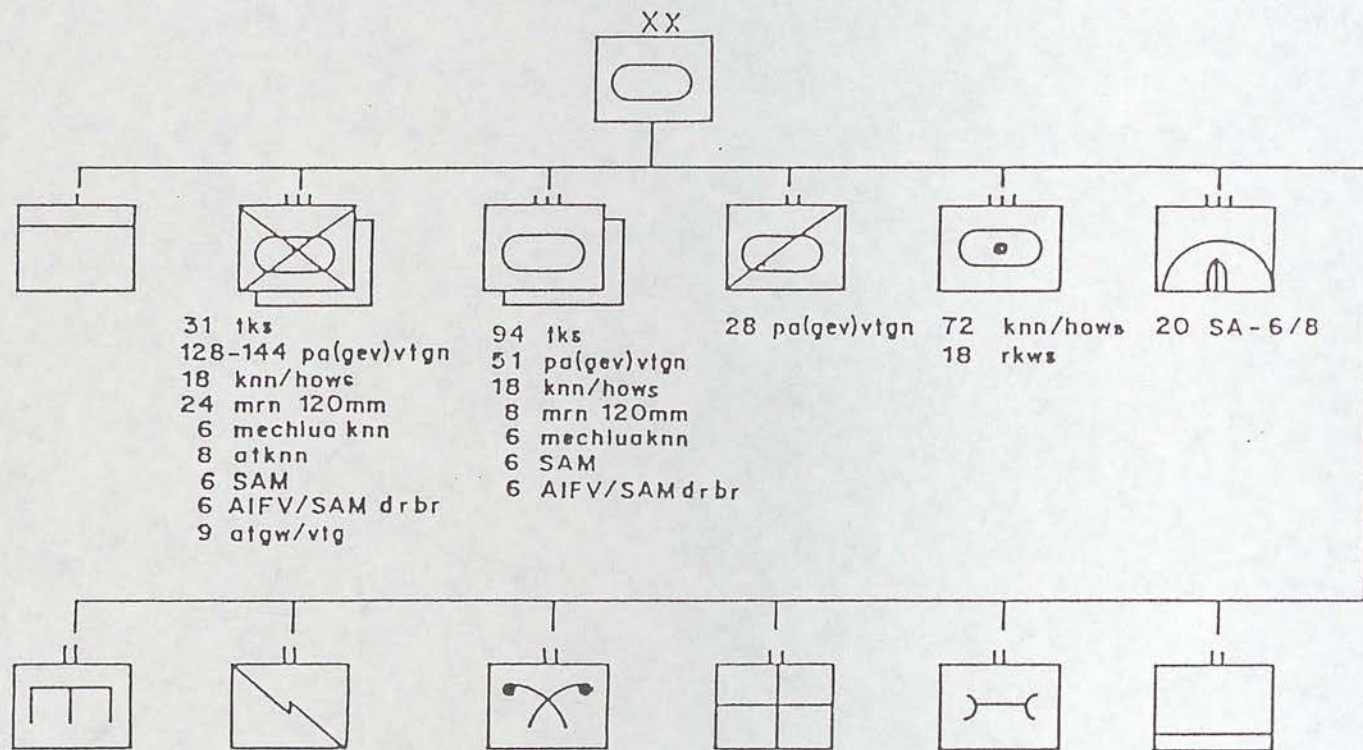 XX
31 tks
128-144 pa(gev)vtgn
18 knn/hows
24 mrn 120mm
6 mechlua knn
8 atknn
6 SAM
6 AIFV/SAM drbr
9 atgw/vtg
94 tks
51 pa(gev)vtgn
18 knn/hows
8 mrn 120mm
6 mechluaknn
6 SAM
6 AIFV/SAM drbr
28 pa(gev)vtgn
72 knn/hows
18 rkws
20 SA-6/8